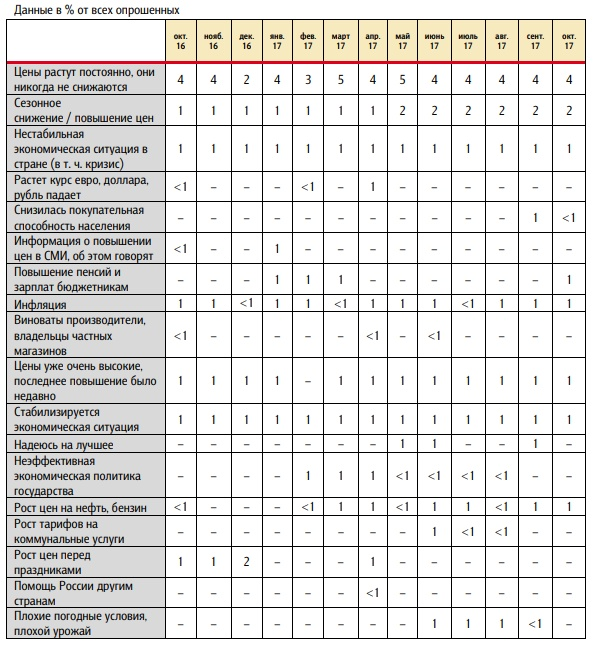 Данные в % от всех опрошенных
окт. 16 нояб. 16 дек. 16 янв. 17 фев. 17 март 17 апр. 17 май 17 июнь 17 июль 17 авг. 17 сент. 17 окт. 17
Цены растут постоянно, они
никогда не снижаются 4 4 2 4 3 5 4 5 4 4 4 4 4
Сезонное
снижение / повышение цен 1 1 1 1 1 1 1 2 2 2 2 2 2
Нестабильная
экономическая ситуация в
стране (в т. ч. кризис) 1 1 1 1 1 1 1 1 1 1 1 1 1
Растет курс евро, доллара,
рубль падает <1 – – – <1 – 1 – – – – – –
Снизилась покупательная
способность населения – – – – – – – – – – – 1 <1
Информация о повышении
цен в СМИ, об этом говорят <1 – – 1 – – – – – – – – –
Повышение пенсий и
зарплат бюджетникам – – – 1 1 1 – – – – – – 1
Инфляция 1 1 <1 1 1 <1 1 1 1 <1 1 1 1
Виноваты производители,
владельцы частных
магазинов <1 – – – – – <1 – <1 – – – –
Цены уже очень высокие,
последнее повышение было
недавно 1 1 1 1 – 1 1 1 1 1 1 1 1
Стабилизируется
экономическая ситуация 1 1 1 1 1 1 1 1 1 1 1 1 1
Надеюсь на лучшее – – – – – – – 1 1 – – 1 –
Неэффективная
экономическая политика
государства – – – – 1 1 1 <1 <1 <1 <1 – –
Рост цен на нефть, бензин <1 – – – <1 1 1 <1 1 1 <1 1 1
Рост тарифов на
коммунальные услуги – – – – – – – – 1 <1 <1 – –
Рост цен перед
праздниками 1 1 2 – – – 1 – – – – – –
Помощь России другим
странам – – – – – – <1 – – – – – –
Плохие погодные условия,
плохой урожай – – – – – – – – 1 1 1 <1 –